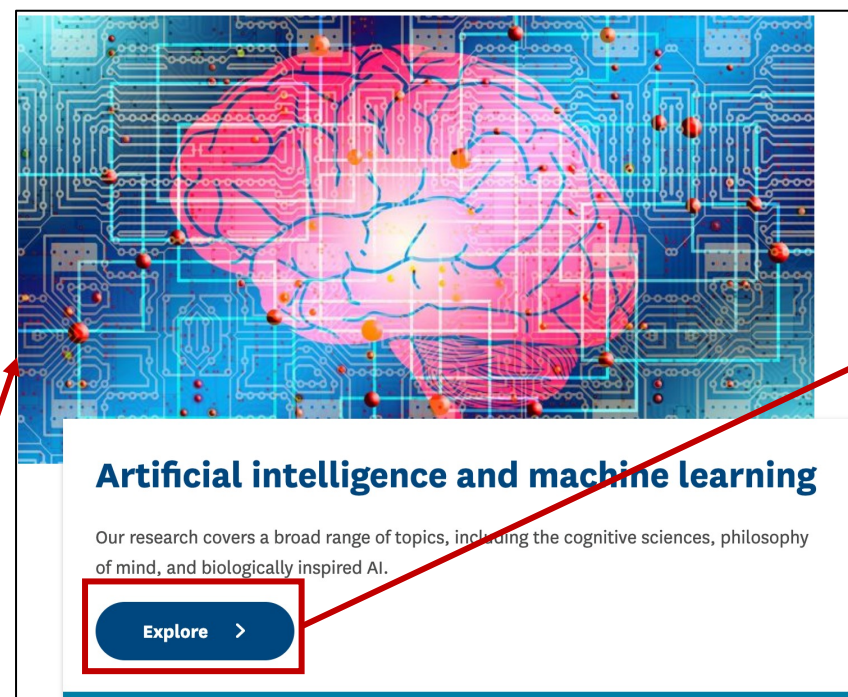 Artificial intelligence and machine learning
Our research covers a broad range of topics, including the cognitive sciences, philosophy
of mind, and biologically inspired AI.
Explore